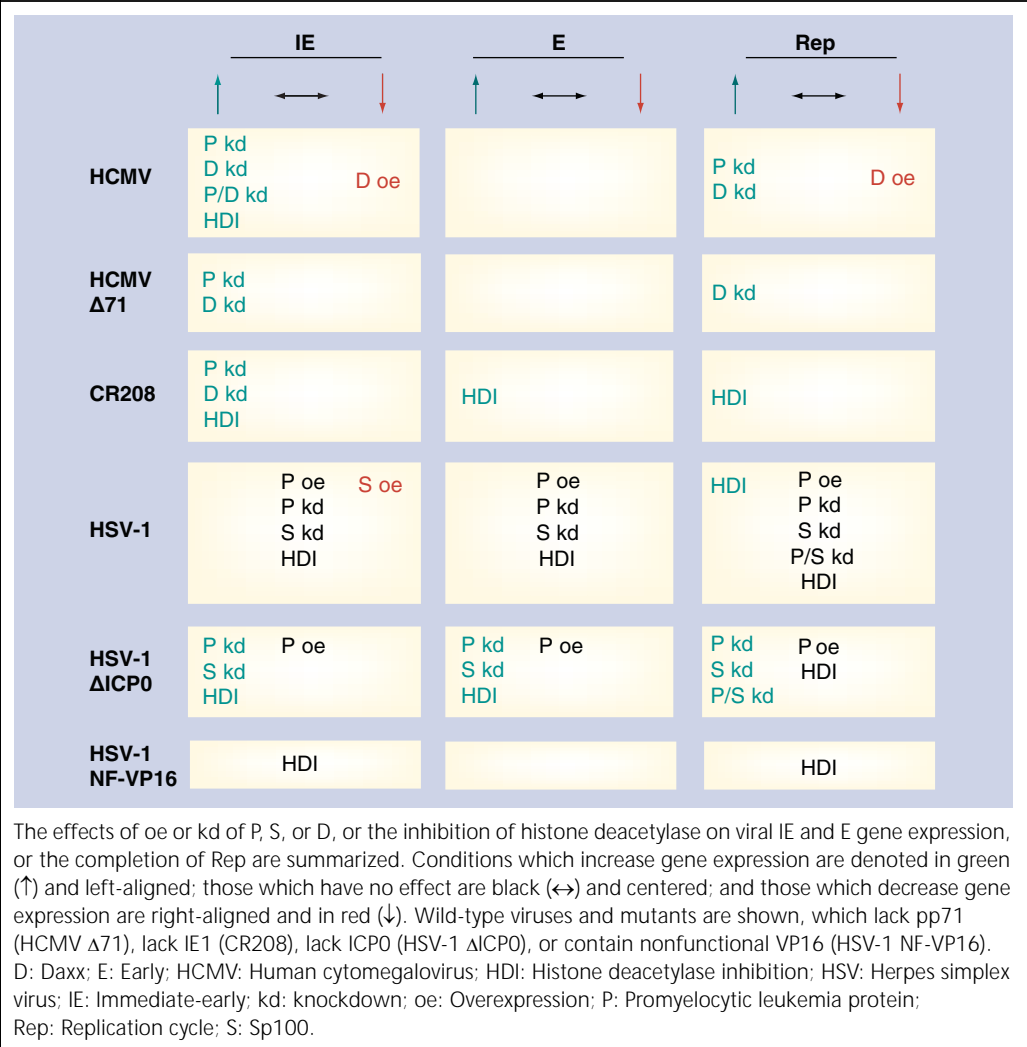 IE E Rep
↑ ↔ ↓ ↑ ↔ ↓ ↑ ↔ ↓
HCMV
P kd
D kd
P/D kd
HDI
D oe
P kd
D kd
D oe
HCMV
Δ71
P kd
D kd
D kd
CR208
P kd
D kd
HDI
HDI
HDI
HSV-1
P oe
P kd
S kd
HDI
S oe
P oe
P kd
S kd
HDI
HDI
P oe
P kd
S kd
P/S kd
HDI
HSV-1
ΔICP0
P kd
S kd
HDI
P oe
P kd
S kd
HDI
P oe
P kd
S kd
P/S kd
P oe
HDI
HSV-1
NF-VP16
HDI
HDI
The effects of oe or kd of P, S, or D, or the inhibition of histone deacetylase on viral IE and E gene expression,
or the completion of Rep are summarized. Conditions which increase gene expression are denoted in green
(↑) and left-aligned; those which have no effect are black (↔) and centered; and those which decrease gene
expression are right-aligned and in red (↓). Wild-type viruses and mutants are shown, which lack pp71
(HCMV Δ71), lack IE1 (CR208), lack ICP0 (HSV-1 ΔICP0), or contain nonfunctional VP16 (HSV-1 NF-VP16).
D: Daxx; E: Early; HCMV: Human cytomegalovirus; HDI: Histone deacetylase inhibition; HSV: Herpes simplex
virus; IE: Immediate-early; kd: knockdown; oe: Overexpression; P: Promyelocytic leukemia protein;
Rep: Replication cycle; S: Sp100.